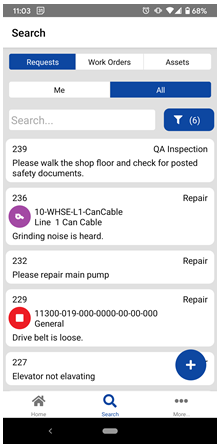 11:03 68%
Search
Requests Work Orders Assets
Me All
Search... (6)
239 QA Inspection
Please walk the shop floor and check for posted
safety documents.
236 Repair
10-WHSE-L1-CanCable
Line 1 Can Cable
Grinding noise is heard.
232 Repair
Please repair main pump
229 Repair
11300-019-000-0000-00-00-000
General
Drive belt is loose.
227
Elevator not elavating
Home Search More...